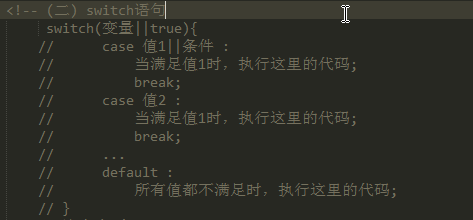 <!-- (二) switch语句
switch(变量||true){
// case 值1||条件 :
// 当满足值1时，执行这里的代码;
// break;
// case 值2 :
// 当满足值1时，执行这里的代码;
// break;
// ...
// default :
// 所有值都不满足时，执行这里的代码;
// }